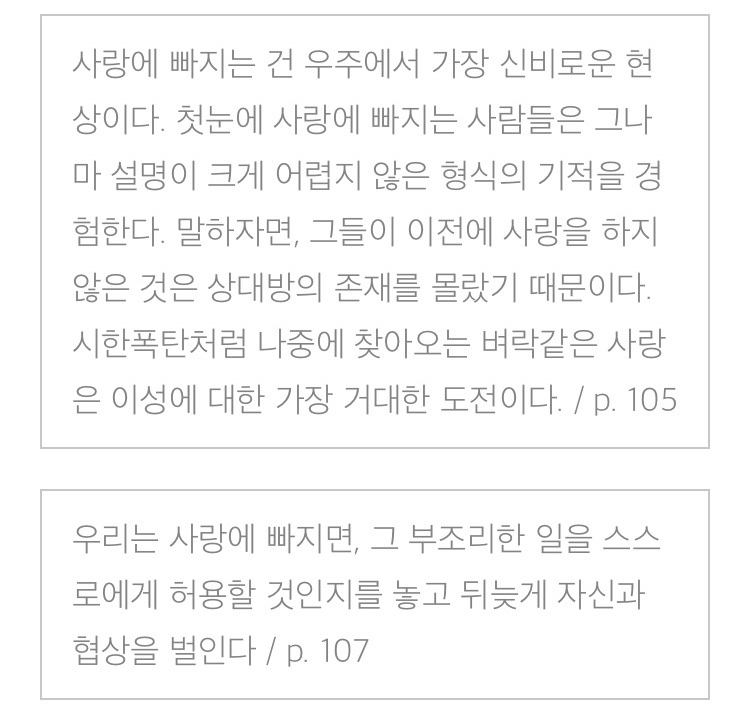 사랑에 빠지는 건 우주에서 가장 신비로운 현
상이다. 첫눈에 사랑에 빠지는 사람들은 그나
마 설명이 크게 어렵지 않은 형식의 기적을 경
험한다. 말하자면, 그들이 이전에 사랑을 하지
않은 것은 상대방의 존재를 몰랐기 때문이다.
시한폭탄처럼 나중에 찾아오는 벼락같은 사랑
은 이성에 대한 가장 거대한 도전이다. / p. 105
우리는 사랑에 빠지면, 그 부조리한 일을 스스
로에게 허용할 것인지를 놓고 뒤늦게 자신과
협상을 벌인다 / p. 107